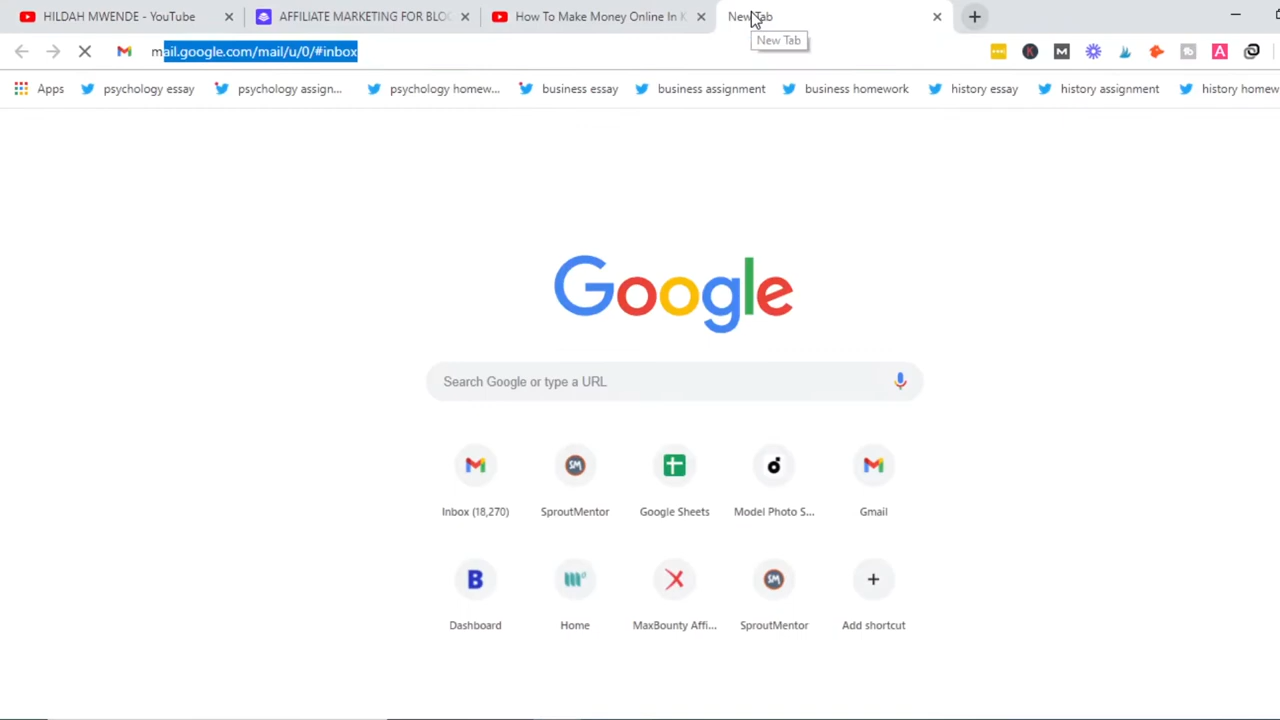 HILDAH MWENDE - YouTube
AFFILIATE MARKETING FOR BLOG
How To Make Money Online In K
New Tab
New Tab
mail.google.com/mail/u/0/#inbox
Apps
psychology essay
psychology assign...
psychology homew...
business essay
business assignment
business homework
history essay
history assignment
history homew
Google
Search Google or type a URL
Inbox (18,270)
SproutMentor
Google Sheets
Model Photo S...
Gmail
Dashboard
Home
MaxBounty Affi...
SproutMentor
Add shortcut